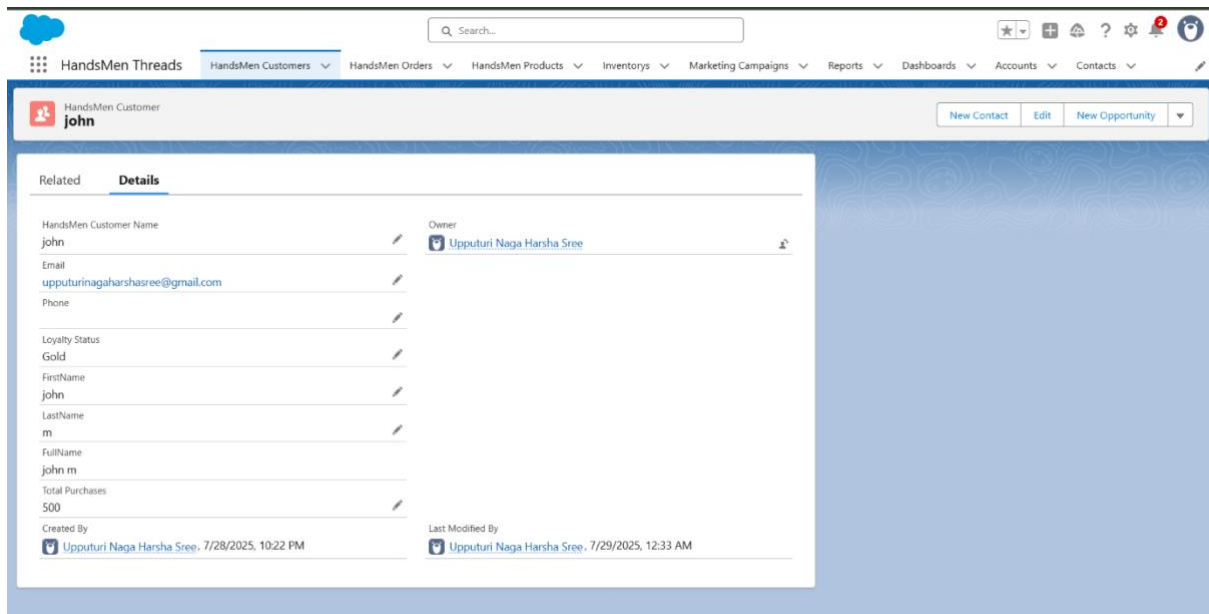 Search...
2
HandsMen Threads HandsMen Customers HandsMen Orders HandsMen Products Inventorys Marketing Campaigns Reports Dashboards Accounts Contacts
HandsMen Customer
john
New Contact Edit New Opportunity
Related Details
HandsMen Customer Name
john
Owner
Upputuri Naga Harsha Sree
Email
upputurinagaharshasree@gmail.com
Phone
Loyalty Status
Gold
FirstName
john
LastName
m
FullName
john m
Total Purchases
500
Created By
Upputuri Naga Harsha Sree, 7/28/2025, 10:22 PM
Last Modified By
Upputuri Naga Harsha Sree, 7/29/2025, 12:33 AM